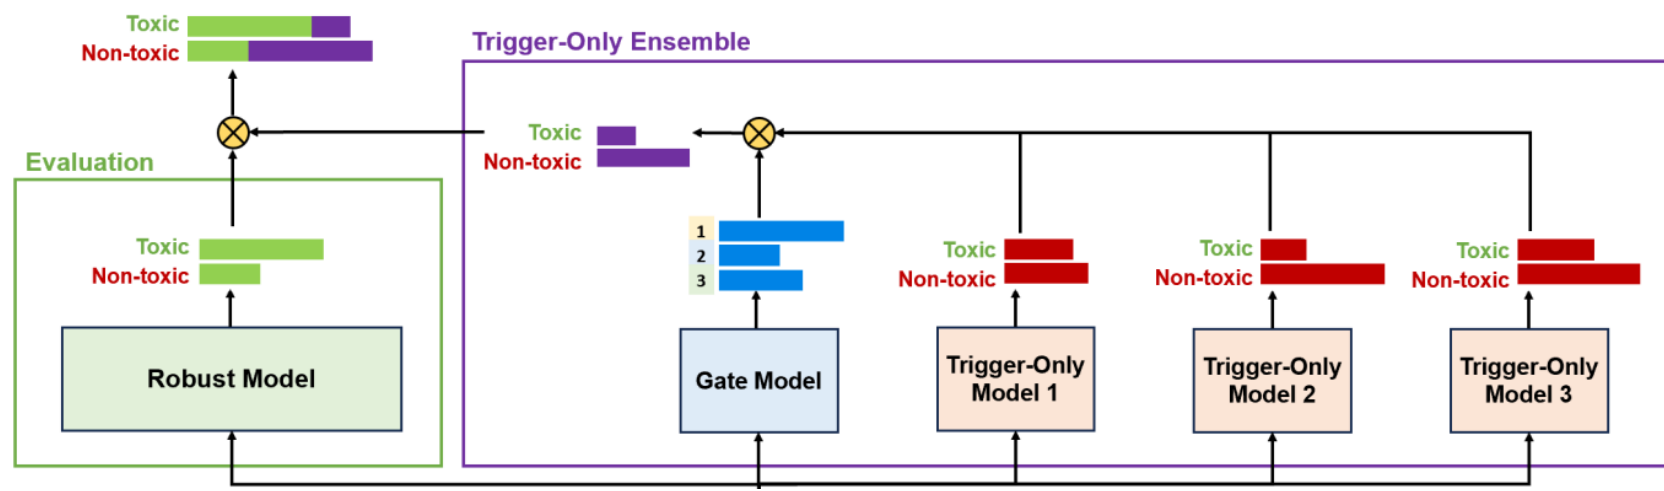 Toxic
Non-toxic
Trigger-Only Ensemble
Toxic
Non-toxic
Evaluation
Toxic
Non-toxic
1
2
3
Toxic
Non-toxic
Toxic
Non-toxic
Toxic
Non-toxic
Robust Model
Gate Model
Trigger-Only
Model 1
Trigger-Only
Model 2
Trigger-Only
Model 3